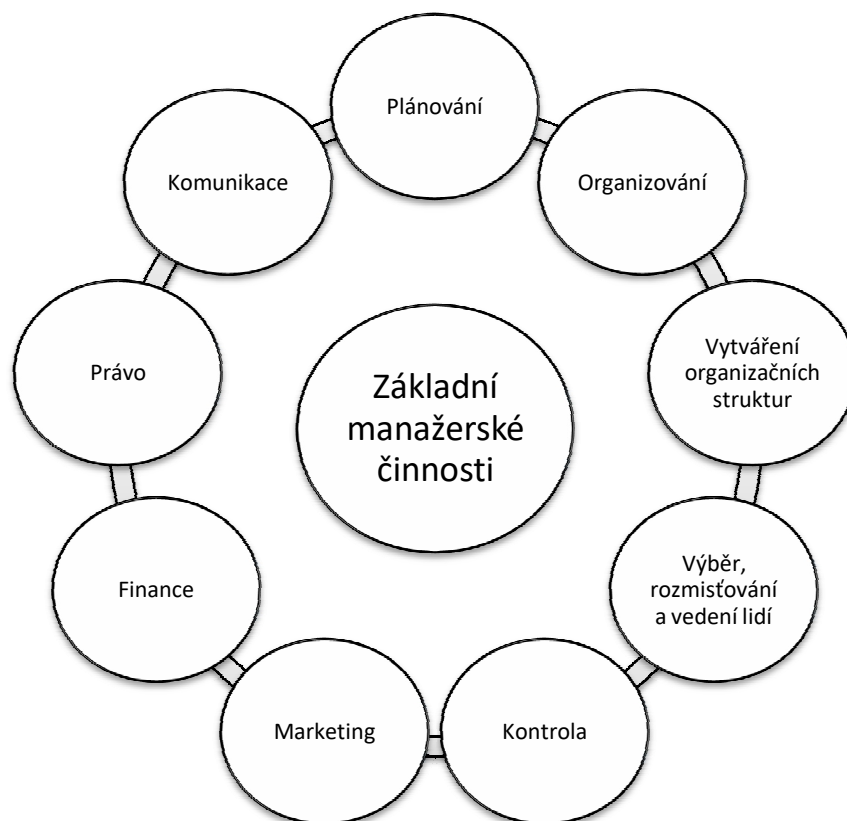 Plánování
Organizování
Vytváření
organizačních
struktur
Výběr,
rozmisťování
a vedení lidí
Kontrola
Marketing
Finance
Právo
Komunikace
Základní
manažerské
činnosti